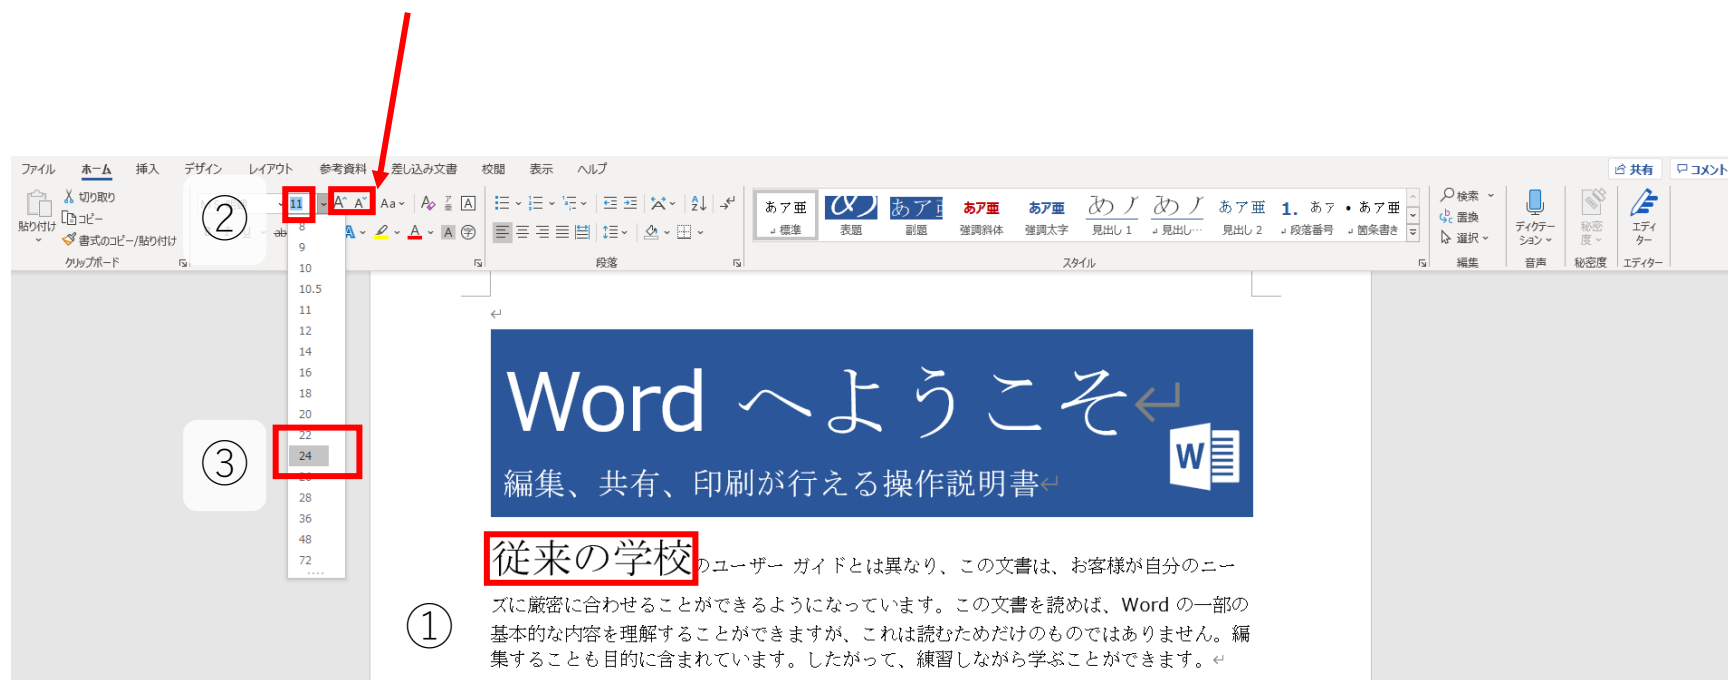 ファイル ホーム 挿入 デザイン レイアウト 参考資料 差し込み文書 校閲 表示 ヘルプ 共有 コメント
貼り付け 切り取り
コピー
書式のコピー/貼り付け
クリップボード
②
11
A A Aa A ア亜 A
ab A A A 字
段落
あア亜 標準
表題
あア 副題
あア亜 強調斜体
あア亜 強調太字
見出し 1
見出し…
あア亜 見出し 2
1. あア 段落番号
• あア亜 箇条書き
スタイル
検索
置換
選択
編集
ディクテーション
音声
秘密度
秘密度
エディター
エディター
8
9
10
10.5
11
12
14
16
18
20
22
24
28
36
48
72
③
Word へようこそ↵
W
編集、共有、印刷が行える操作説明書↵
従来の学校のユーザー ガイドとは異なり、この文書は、お客様が自分のニー
①
ズに厳密に合わせることができるようになっています。この文書を読めば、Word の一部の
基本的な内容を理解することができますが、これは読むためだけのものではありません。編
集することも目的に含まれています。したがって、練習しながら学ぶことができます。↵